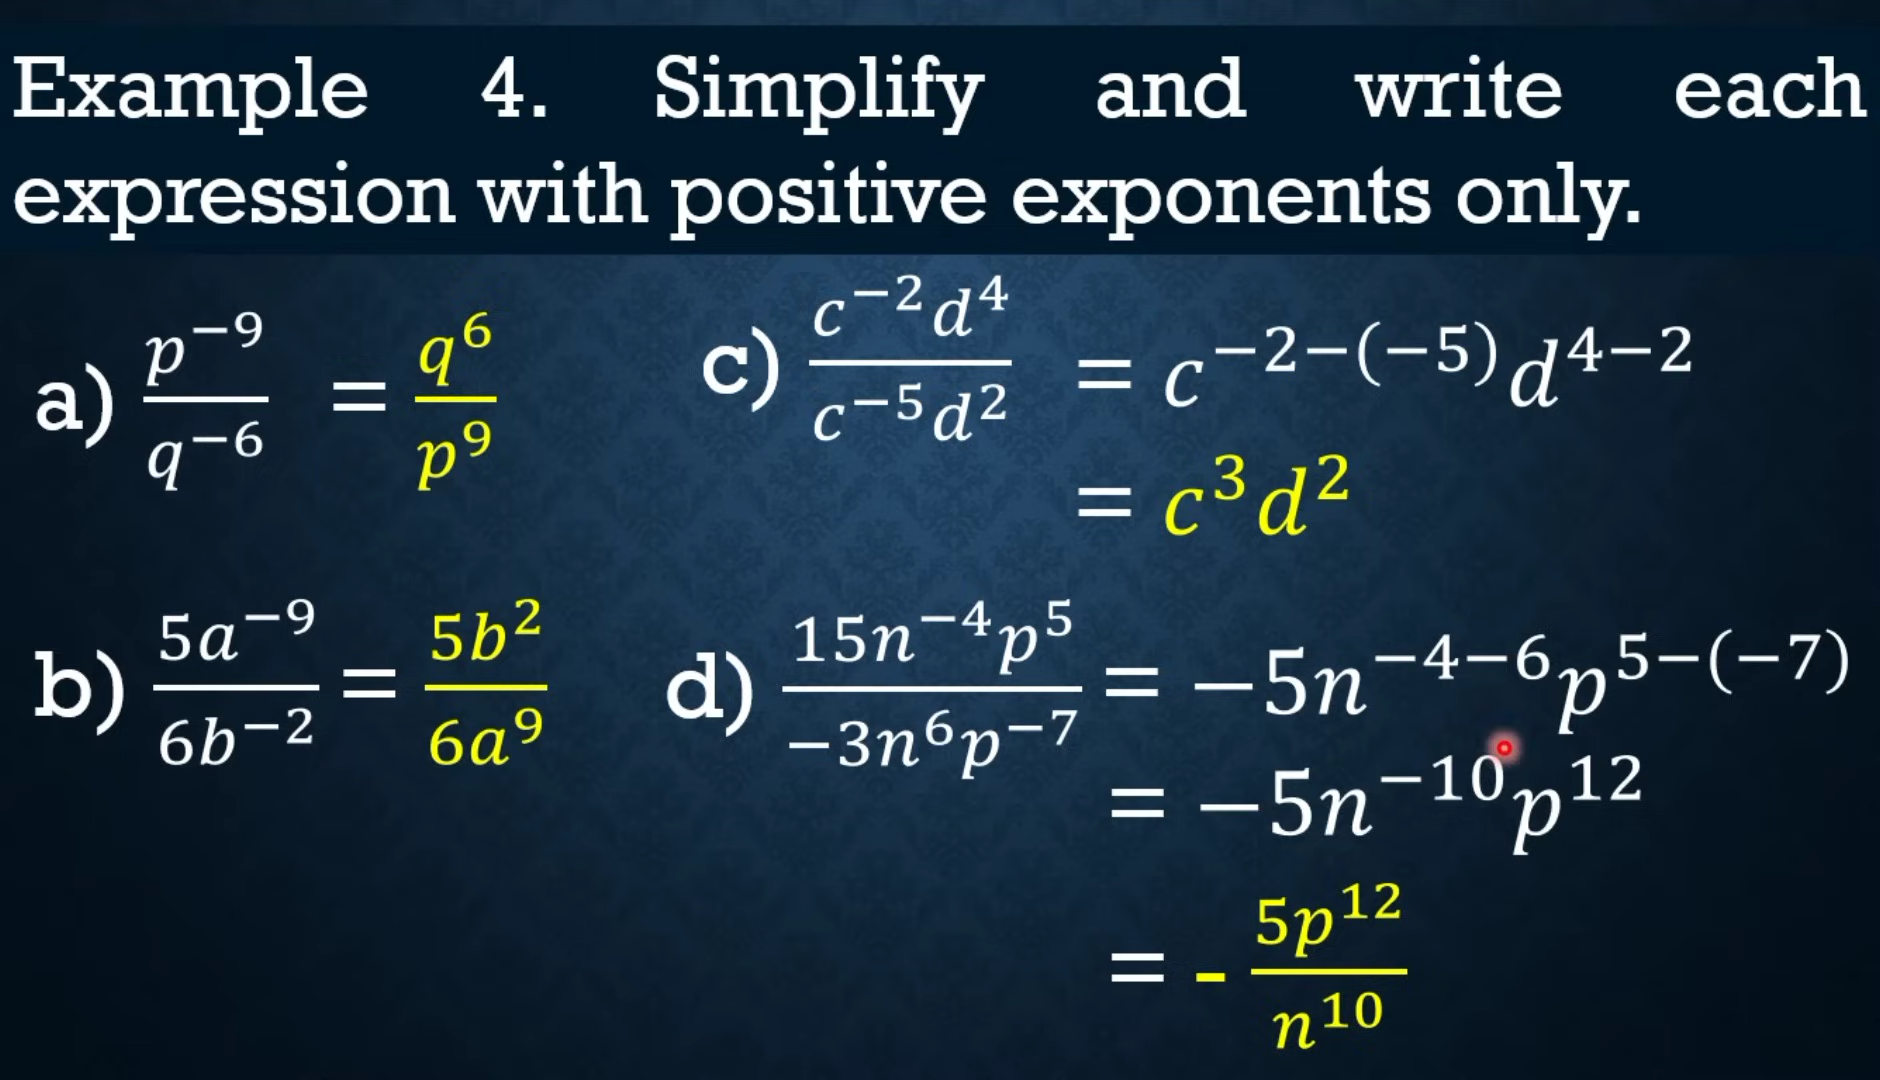 Example 4. Simplify and write each
expression with positive exponents only.
a) p⁻⁹/q⁻⁶ = q⁶/p⁹
b) 5a⁻⁹/6b⁻² = 5b²/6a⁹
c) c⁻²d⁴/c⁻⁵d² = c⁻²⁻⁽⁻⁵⁾d⁴⁻²
= c³d²
d) 15n⁻⁴p⁵/−3n⁶p⁻⁷ = −5n⁻⁴⁻⁶p⁵⁻⁽⁻⁷⁾
= −5n⁻¹⁰p¹²
= - 5p¹²/n¹⁰